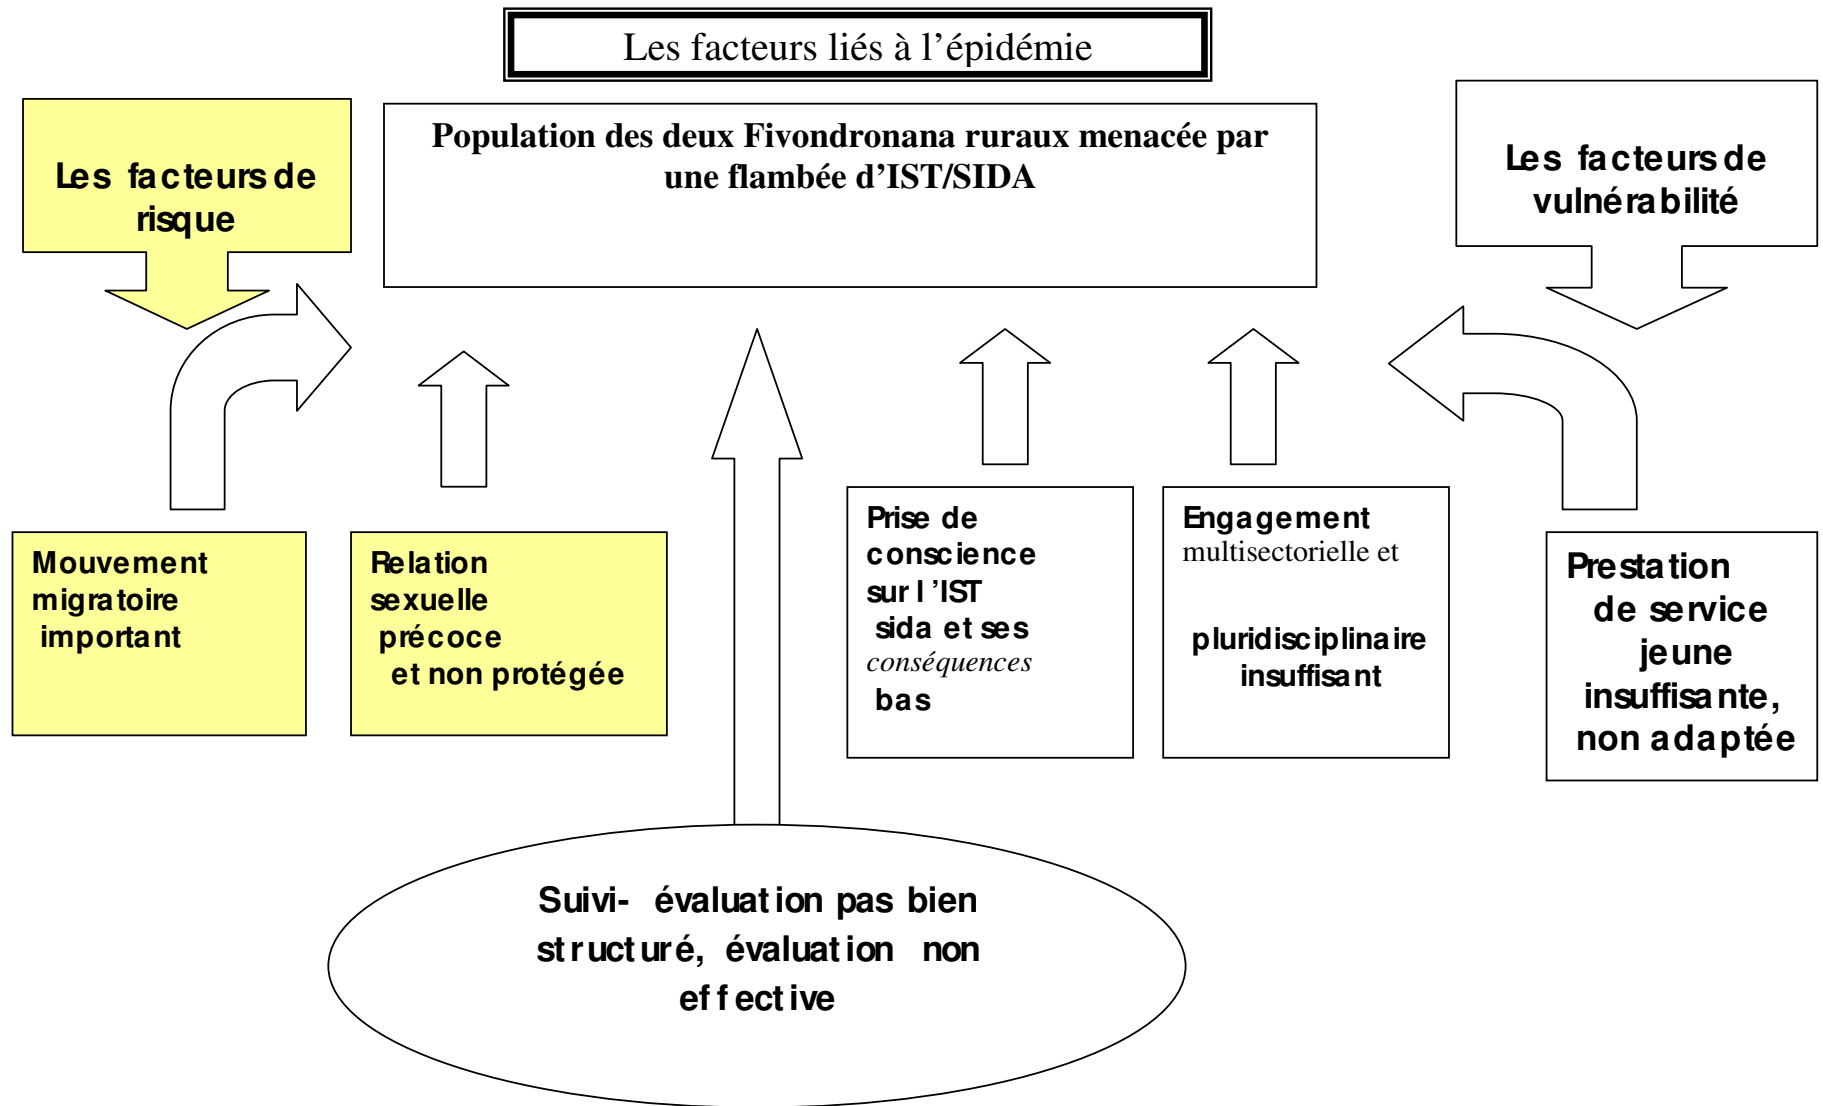 Les facteurs liés à l’épidémie
Les facteurs de
risque
Population des deux Fivondronana ruraux menacée par
une flambée d’IST/SIDA
Les facteurs de
vulnérabilité
Mouvement
migratoire
important
Relation
sexuelle
précoce
et non protégée
Prise de
conscience
sur l’IST
sida et ses
conséquences
bas
Engagement
multisectorielle et
pluridisciplinaire
insuffisant
Prestation
de service
jeune
insuffisante,
non adaptée
Suivi- évaluation pas bien
structuré, évaluation non
effective